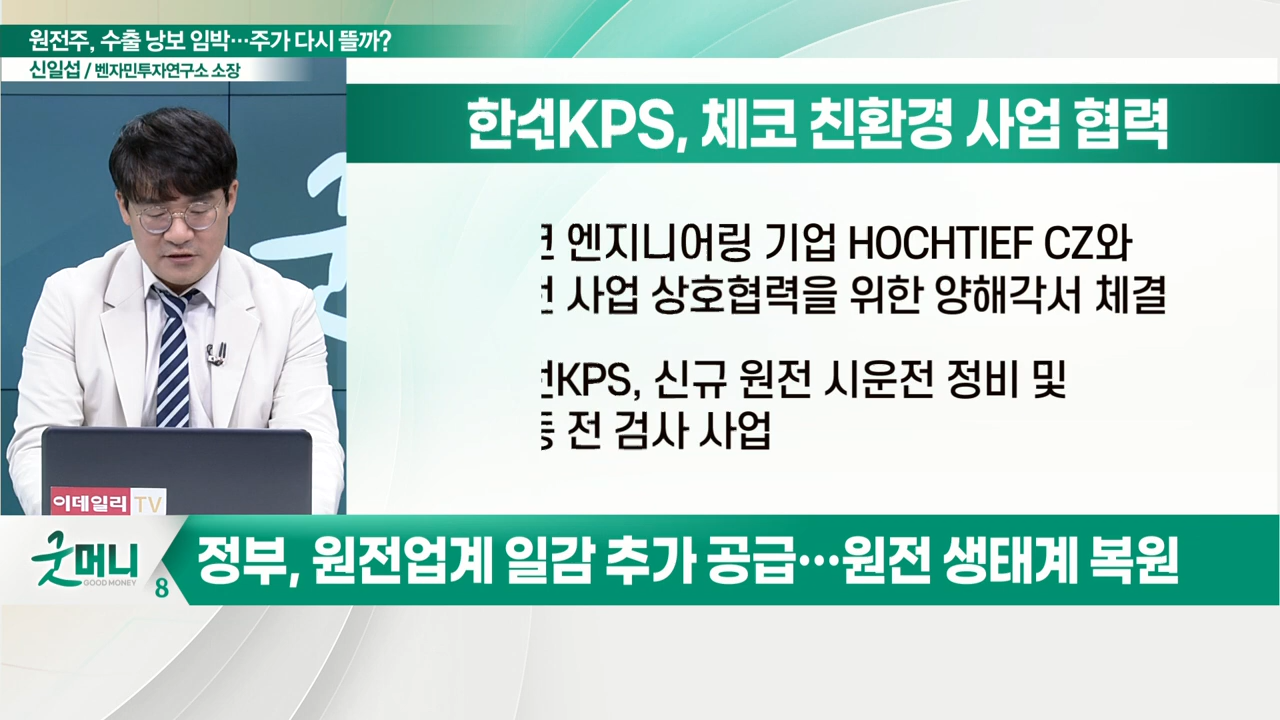 원전주, 수출 낭보 임박…주가 다시 뜰까?
신일섭 / 벤자민투자연구소 소장
KPS, 체코 친환경 사업 협력
엔지니어링 기업 HOCHTIEF CZ와
사업 상호협력을 위한 양해각서 체결
KPS, 신규 원전 시운전 정비 및
전 검사 사업
이데일리TV
굿머니
GOOD MONEY
8
정부, 원전업계 일감 추가 공급…원전 생태계 복원